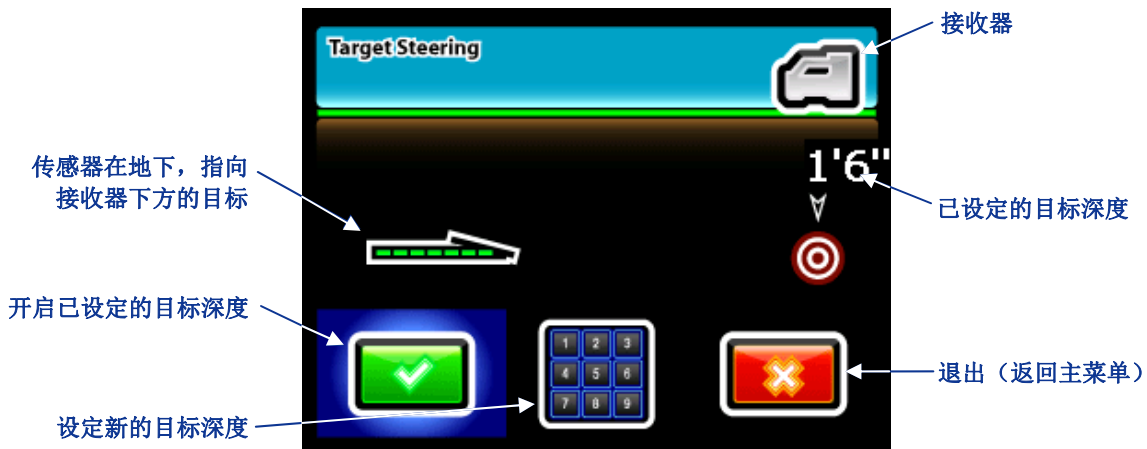 接收器
Target Steering
传感器在地下，指向
接收器下方的目标
1'6"
已设定的目标深度
开启已设定的目标深度
1 2 3
4 5 6
7 8 9
退出（返回主菜单）
设定新的目标深度